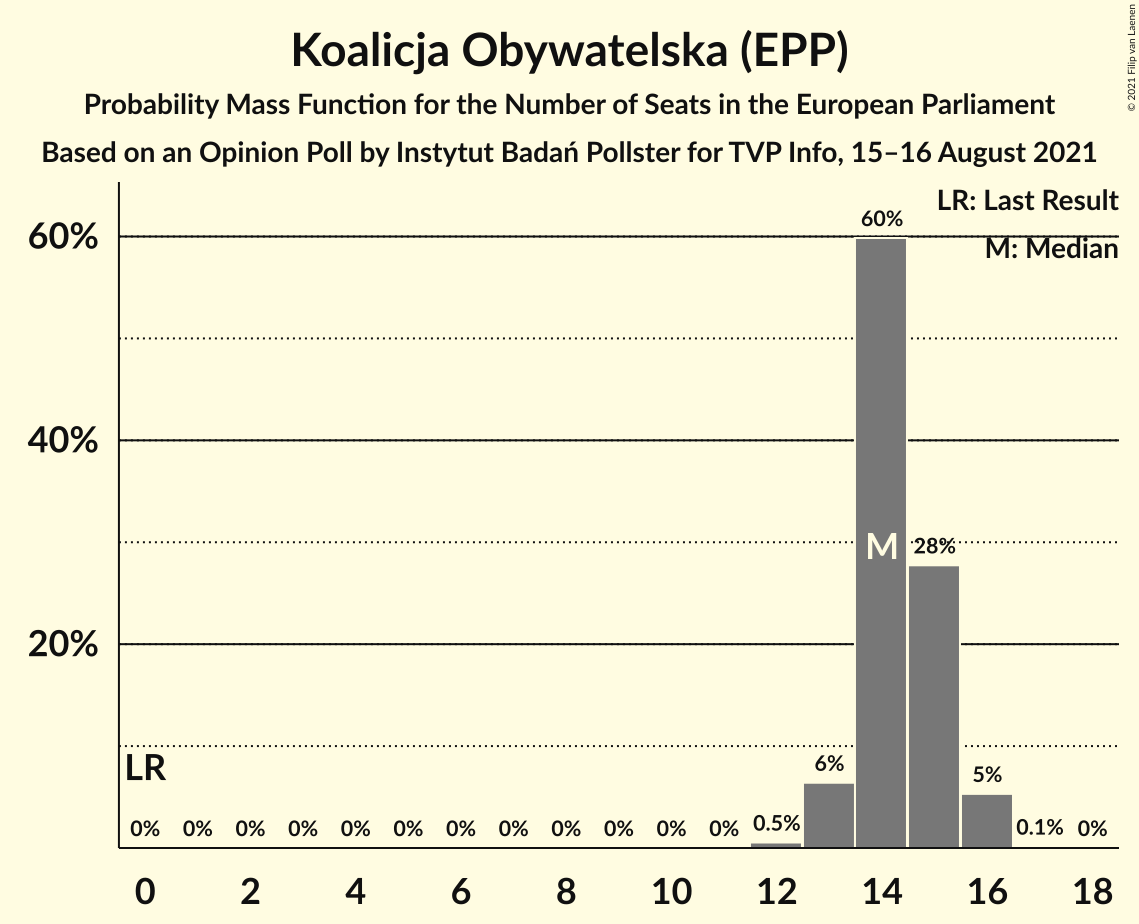 Koalicja Obywatelska (EPP)
Probability Mass Function for the Number of Seats in the European Parliament
Based on an Opinion Poll by Instytut Badań Pollster for TVP Info, 15–16 August 2021
© 2021 Filip van Laenen
LR: Last Result
M: Median
60%
40%
20%
60%
M
28%
LR
6%
5%
0% 0% 0% 0% 0% 0% 0% 0% 0% 0% 0% 0% 0.5% 0.1% 0%
0 2 4 6 8 10 12 14 16 18